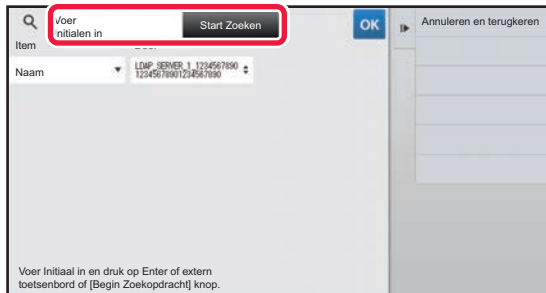 Voer
initialen in
Start Zoeken
OK
Annuleren en terugkeren
Item
Naam
LDAP_SERVER_1_1234567890
12345678901234567890
Voer Initiaal in en druk op Enter of extern
toetsenbord of [Begin Zoekopdracht] knop.